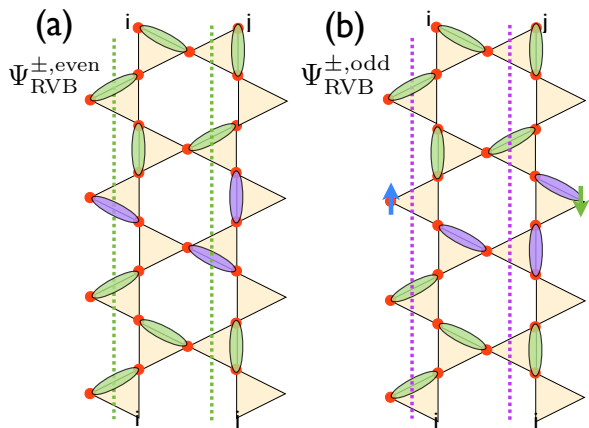 (a)
i
j
Ψ^{±,even}_{RVB}
i
j
(b)
i
j
Ψ^{±,odd}_{RVB}
i
j